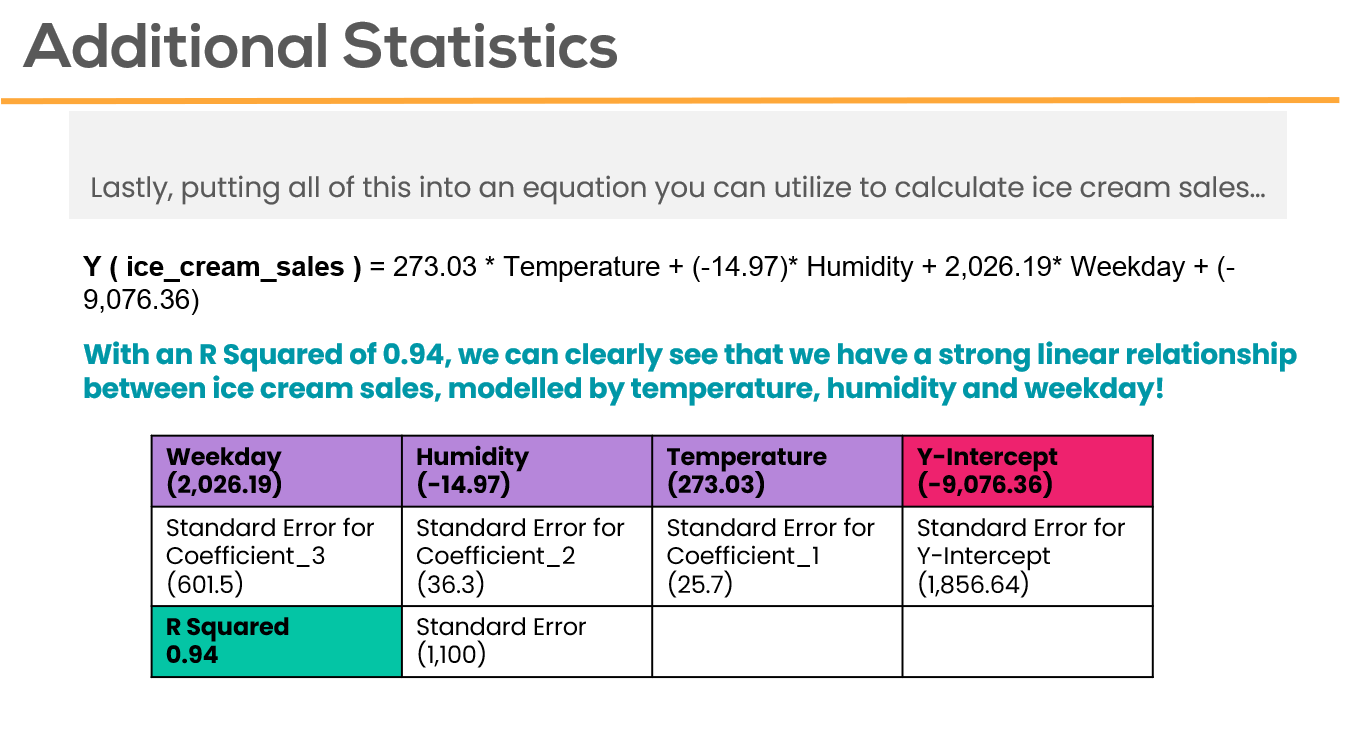 Additional Statistics
Lastly, putting all of this into an equation you can utilize to calculate ice cream sales...
Y ( ice_cream_sales ) = 273.03 * Temperature + (-14.97)* Humidity + 2,026.19* Weekday + (-
9,076.36)
With an R Squared of 0.94, we can clearly see that we have a strong linear relationship
between ice cream sales, modelled by temperature, humidity and weekday!
Weekday
(2,026.19)
Humidity
(-14.97)
Temperature
(273.03)
Y-Intercept
(-9,076.36)
Standard Error for
Coefficient_3
(601.5)
Standard Error for
Coefficient_2
(36.3)
Standard Error for
Coefficient_1
(25.7)
Standard Error for
Y-Intercept
(1,856.64)
R Squared
0.94
Standard Error
(1,100)